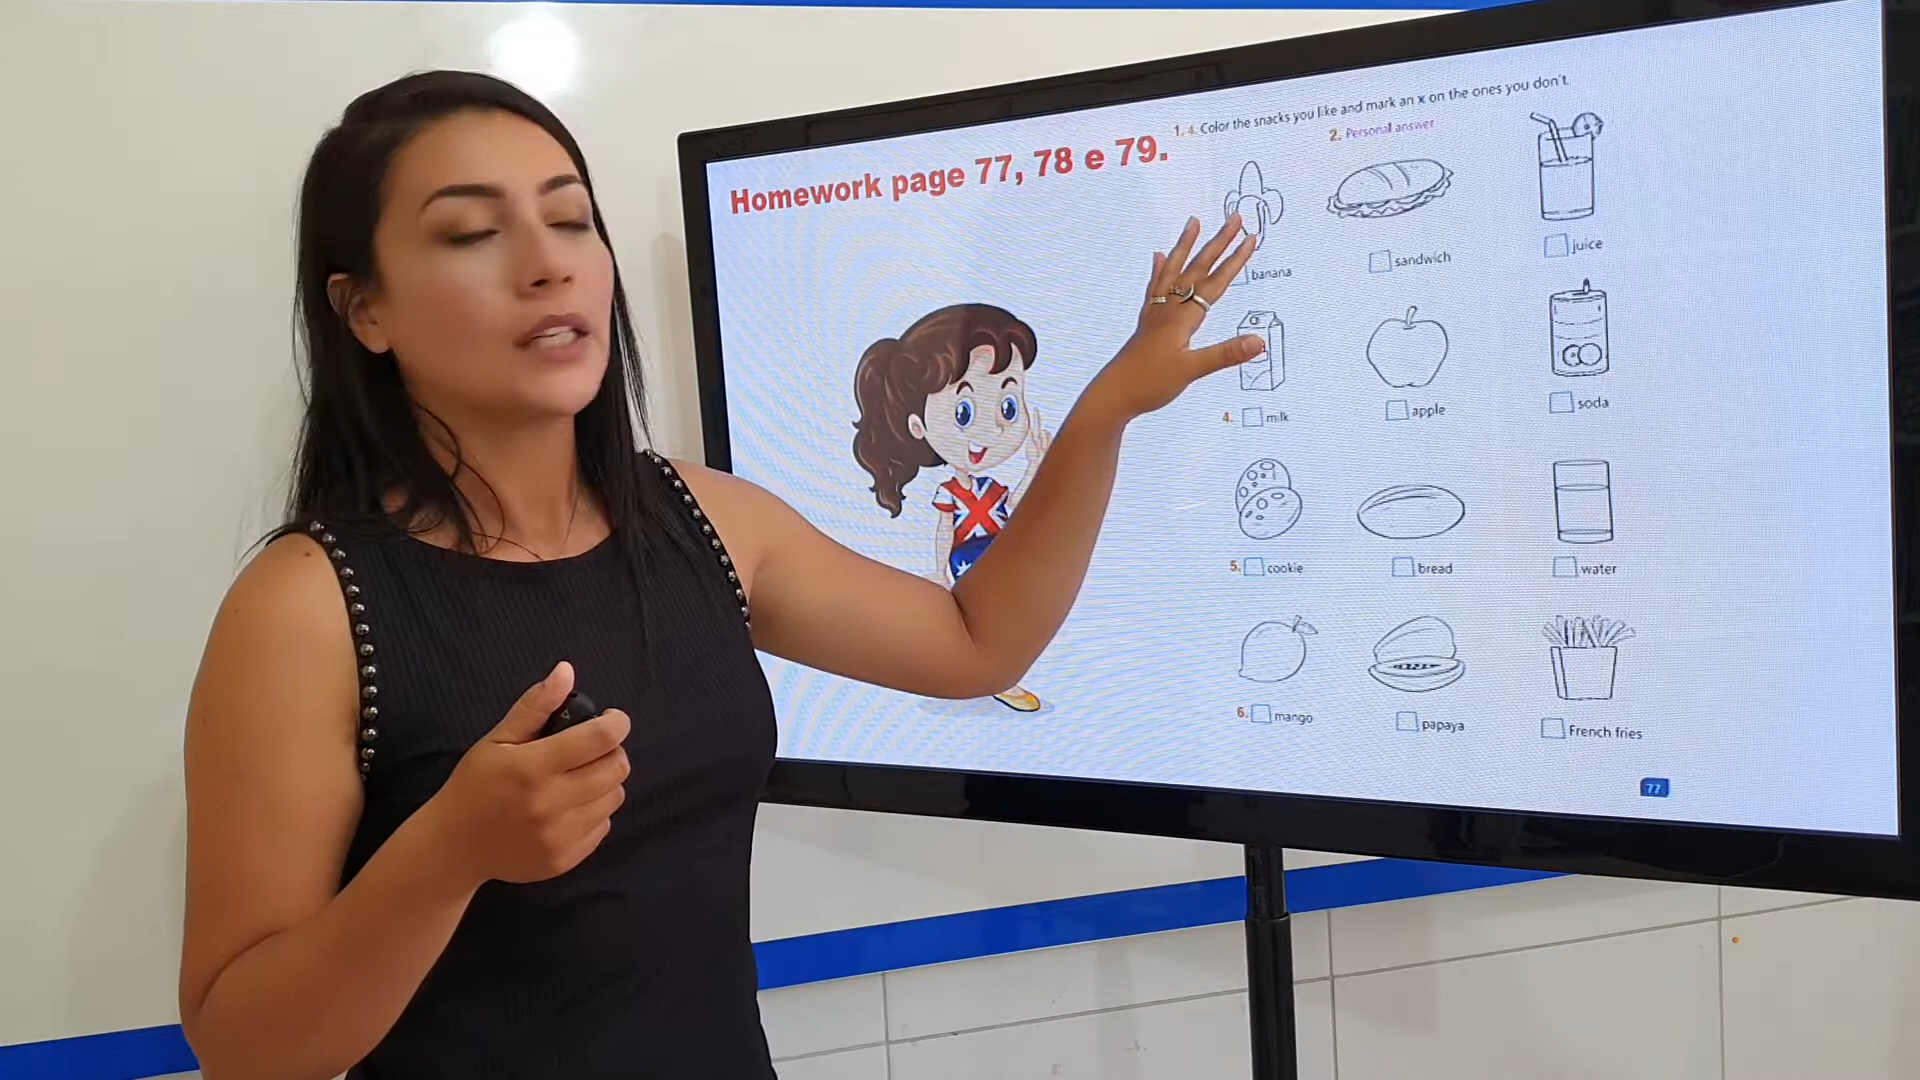 Homework page 77, 78 e 79.
1. 4. Color the snacks you like and mark an x on the ones you don't.
2. Personal answer
banana
sandwich
juice
4. milk
apple
soda
5. cookie
bread
water
6. mango
papaya
French fries
77